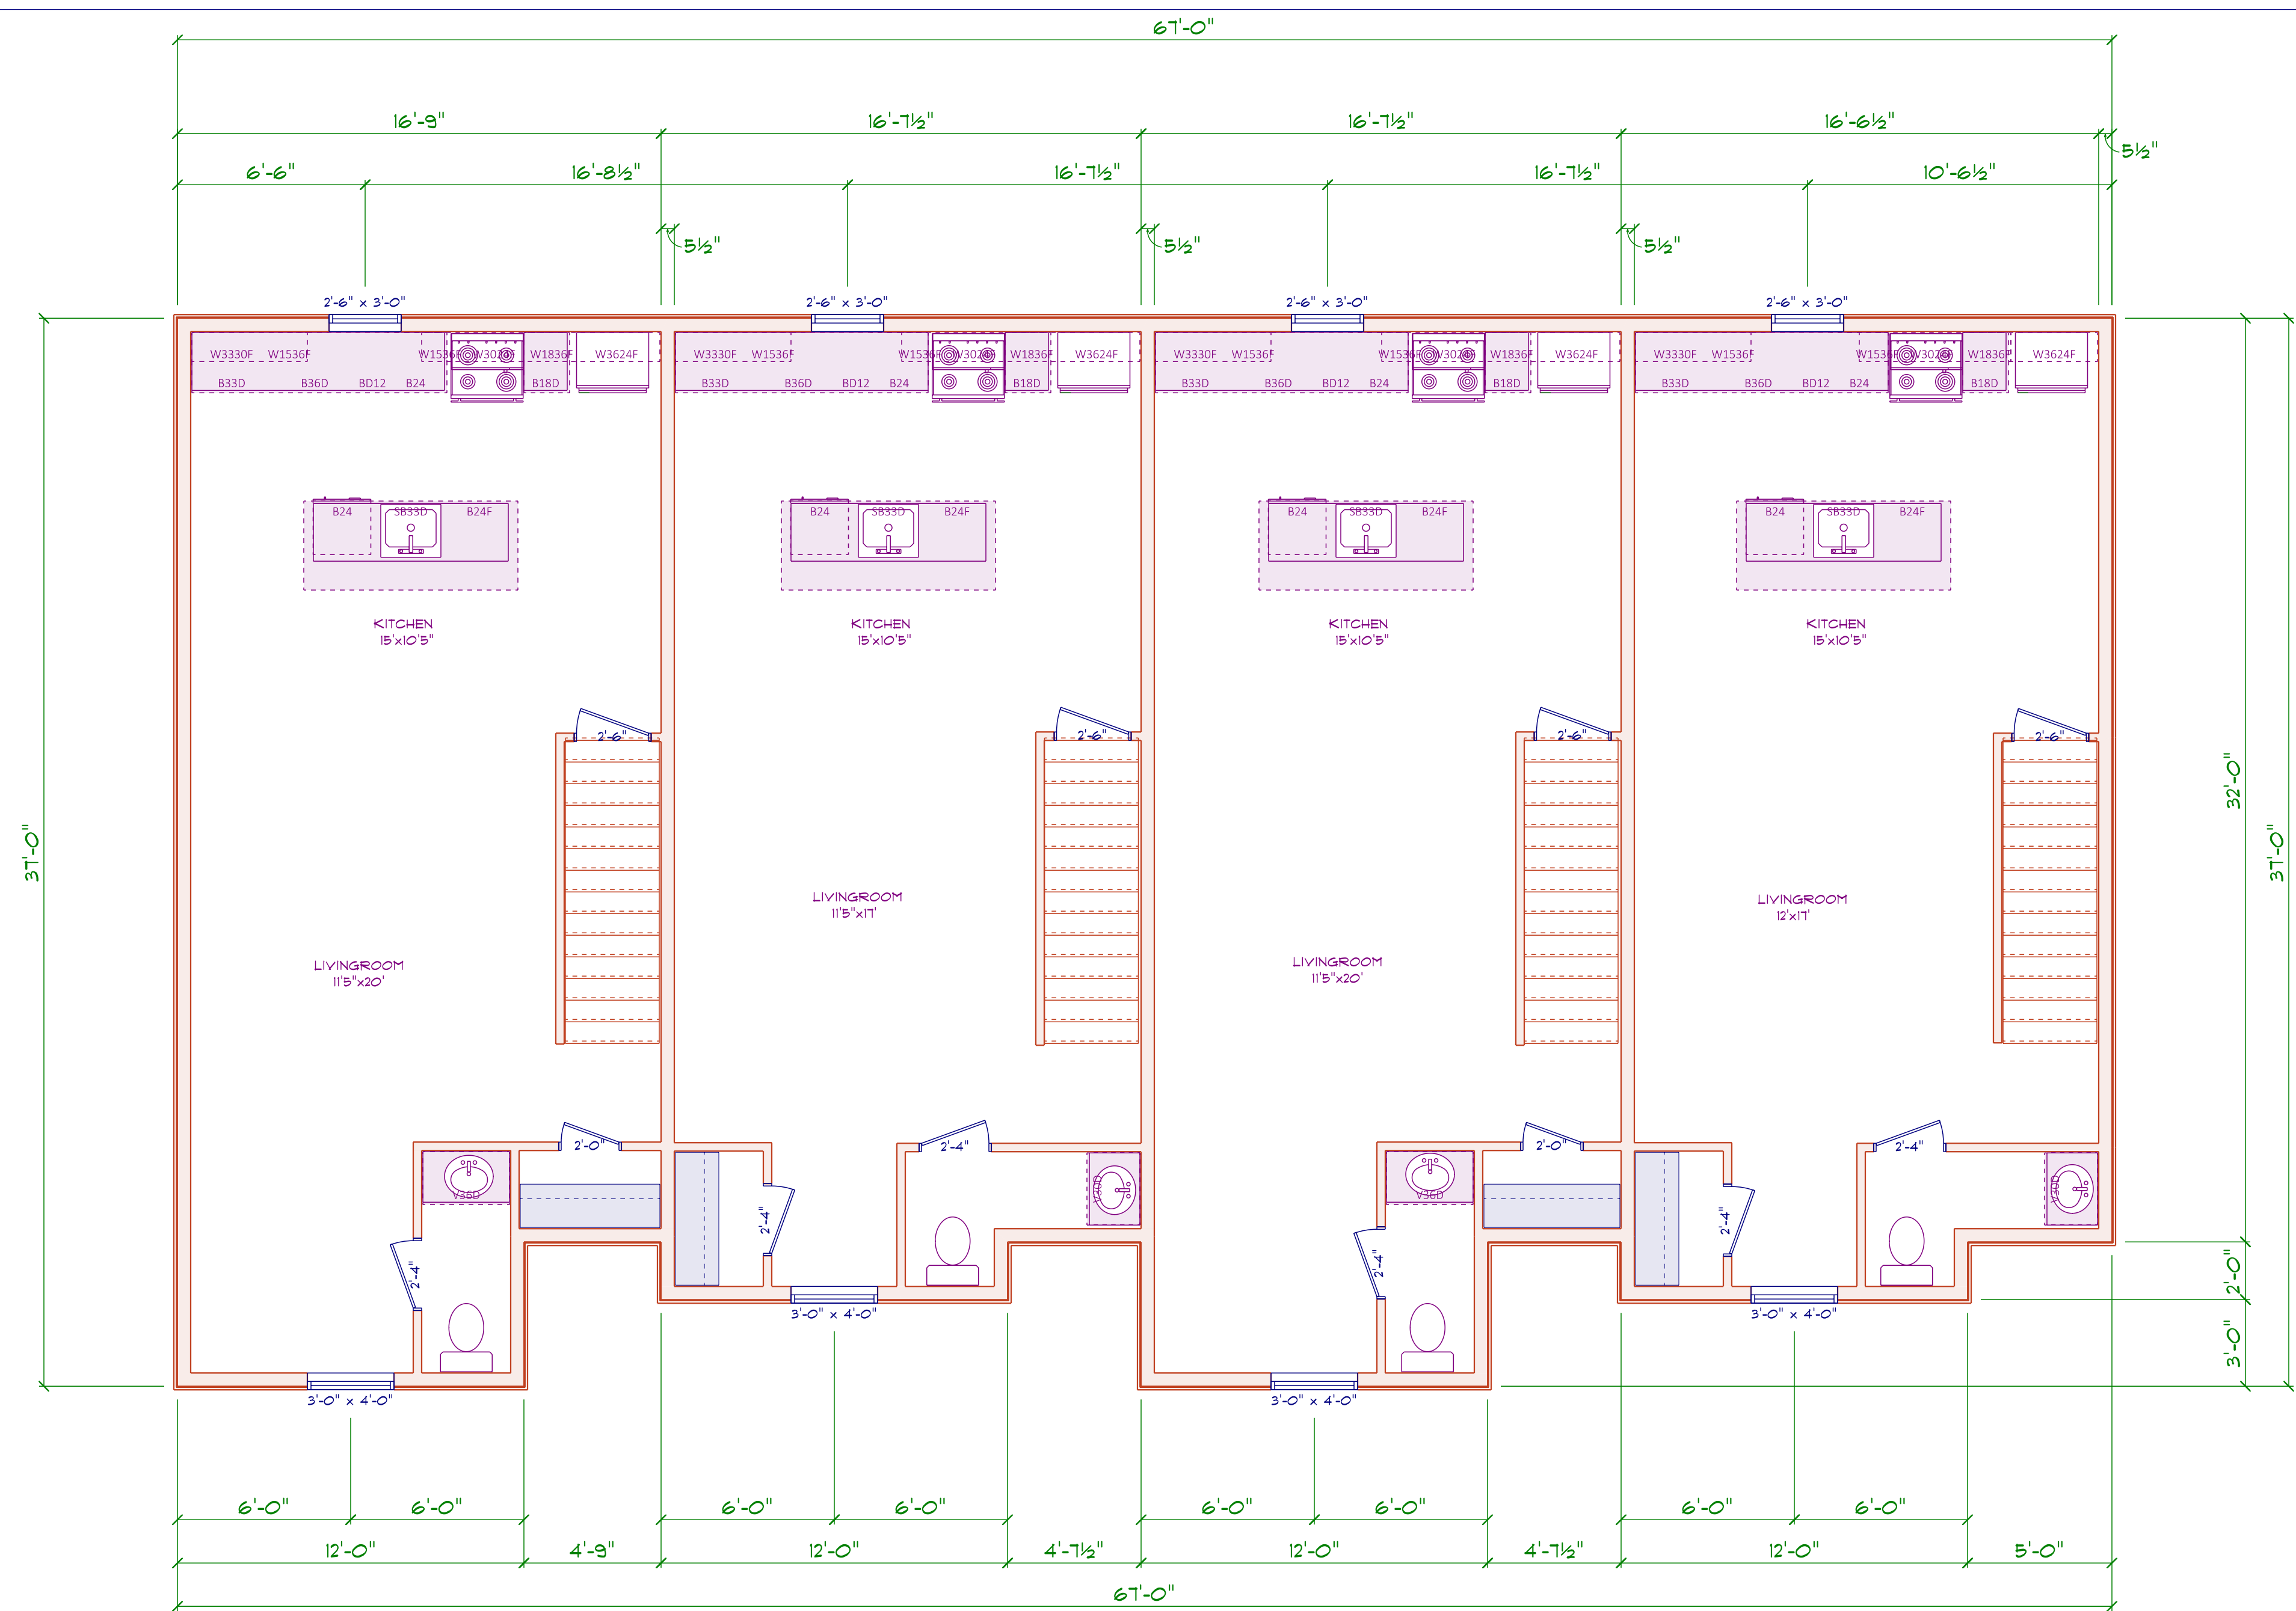 67'-0"
16'-9" 16'-7½" 16'-7½" 16'-6½"
5½"
6'-6" 16'-8½" 16'-7½" 16'-7½" 10'-6½"
5½" 5½" 5½"
2'-6" x 3'-0" 2'-6" x 3'-0" 2'-6" x 3'-0" 2'-6" x 3'-0"
W3330F W1536F W1536F W3024F W1836F W3624F W3330F W1536F W1536F W3024F W1836F W3624F W3330F W1536F W1536F W3024F W1836F W3624F W3330F W1536F W1536F W3024F W1836F W3624F
B33D B36D BD12 B24 B18D B33D B36D BD12 B24 B18D B33D B36D BD12 B24 B18D B33D B36D BD12 B24 B18D
B24 SB33D B24F B24 SB33D B24F B24 SB33D B24F B24 SB33D B24F
KITCHEN KITCHEN KITCHEN KITCHEN
15'x10'5" 15'x10'5" 15'x10'5" 15'x10'5"
2'-6" 2'-6" 2'-6" 2'-6"
32'-0"
37'-0" 37'-0"
LIVINGROOM LIVINGROOM
11'5"x17' 12'x17'
LIVINGROOM LIVINGROOM
11'5"x20' 11'5"x20'
2'-0" 2'-4" 2'-0" 2'-4"
V36D V30D V36D V30D
2'-4" 2'-4"
2'-4" 2'-4"
2'-0"
3'-0" x 4'-0" 3'-0" x 4'-0"
3'-0"
3'-0" x 4'-0" 3'-0" x 4'-0"
6'-0" 6'-0" 6'-0" 6'-0" 6'-0" 6'-0" 6'-0" 6'-0"
12'-0" 4'-9" 12'-0" 4'-7½" 12'-0" 4'-7½" 12'-0" 5'-0"
67'-0"